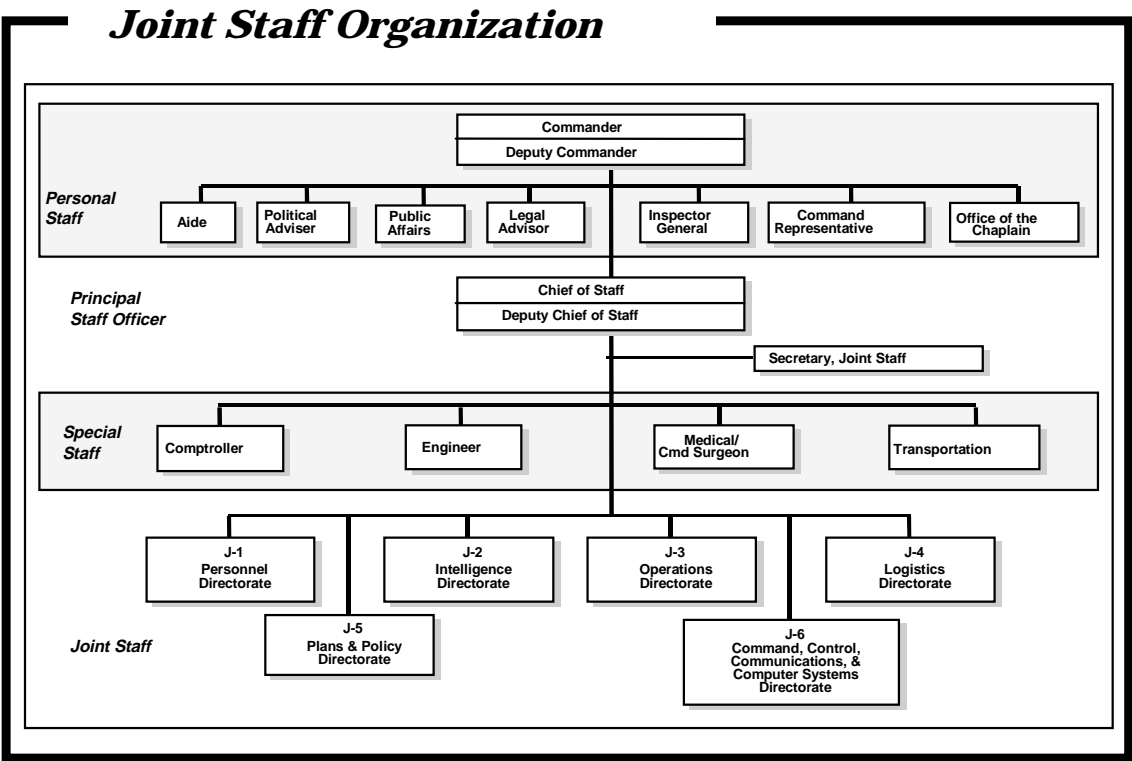 Joint Staff Organization
Commander
Deputy Commander
Personal
Staff
Aide
Political
Adviser
Public
Affairs
Legal
Advisor
Inspector
General
Command
Representative
Office of the
Chaplain
Principal
Staff Officer
Chief of Staff
Deputy Chief of Staff
Secretary, Joint Staff
Special
Staff
Comptroller
Engineer
Medical/
Cmd Surgeon
Transportation
J-1
Personnel
Directorate
J-2
Intelligence
Directorate
J-3
Operations
Directorate
J-4
Logistics
Directorate
Joint Staff
J-5
Plans & Policy
Directorate
J-6
Command, Control,
Communications, &
Computer Systems
Directorate